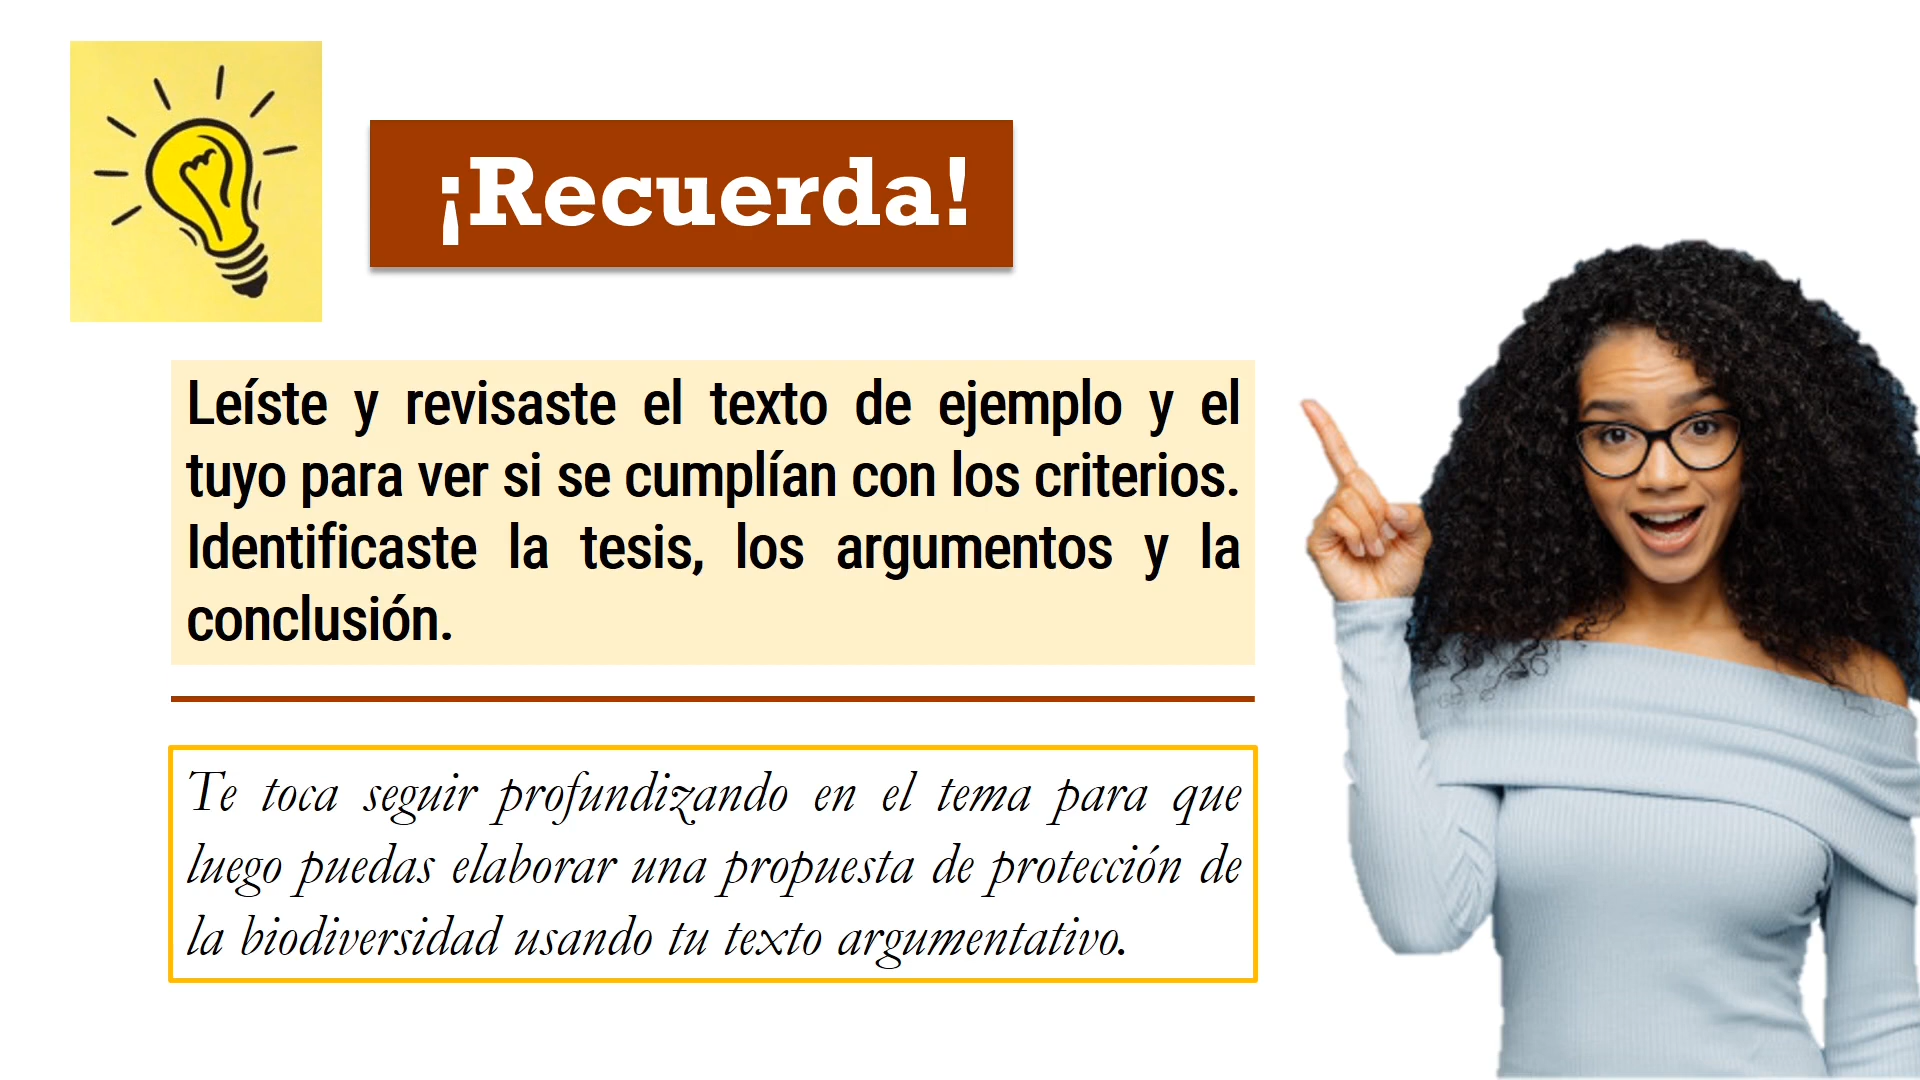 ¡Recuerda!
Leíste y revisaste el texto de ejemplo y el
tuyo para ver si se cumplían con los criterios.
Identificaste la tesis, los argumentos y la
conclusión.
Te toca seguir profundizando en el tema para que
luego puedas elaborar una propuesta de protección de
la biodiversidad usando tu texto argumentativo.